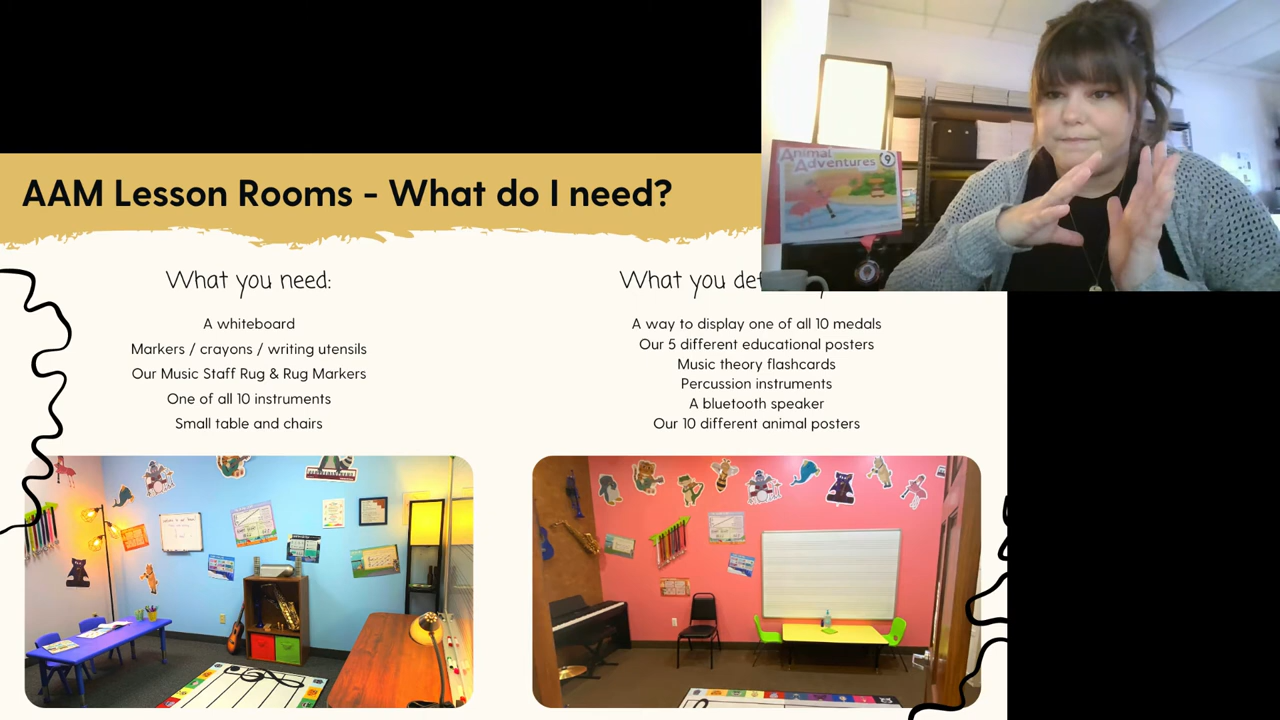 AAM Lesson Rooms - What do I need?
What you need:
A whiteboard
Markers / crayons / writing utensils
Our Music Staff Rug & Rug Markers
One of all 10 instruments
Small table and chairs
What you
A way to display one of all 10 medals
Our 5 different educational posters
Music theory flashcards
Percussion instruments
A bluetooth speaker
Our 10 different animal posters
Animal
Adventures
9